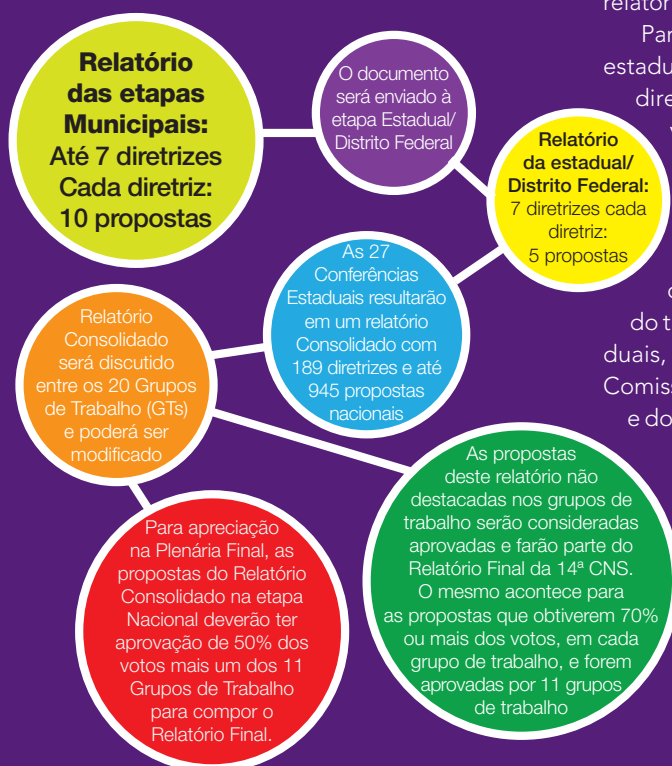 Relatório
das etapas
Municipais:
Até 7 diretrizes
Cada diretriz:
10 propostas
O documento
será enviado à
etapa Estadual/
Distrito Federal
Relatório
da estadual/
Distrito Federal:
7 diretrizes cada
diretriz:
5 propostas
As 27
Conferências
Estaduais resultarão
em um relatório
Consolidado com
189 diretrizes e até
945 propostas
nacionais
Relatório
Consolidado
será discutido
entre os 20 Grupos
de Trabalho (GTs)
e poderá ser
modificado
Para apreciação
na Plenária Final, as
propostas do Relatório
Consolidado na etapa
Nacional deverão ter
aprovação de 50% dos
votos mais um dos 11
Grupos de Trabalho
para compor o
Relatório Final.
As propostas
deste relatório não
destacadas nos grupos de
trabalho serão consideradas
aprovadas e farão parte do
Relatório Final da 14ª CNS.
O mesmo acontece para
as propostas que obtiverem 70%
ou mais dos votos, em cada
grupo de trabalho, e forem
aprovadas por 11 grupos
de trabalho
relatór
Par
estadu
dire
do t
duais,
Comiss
e do